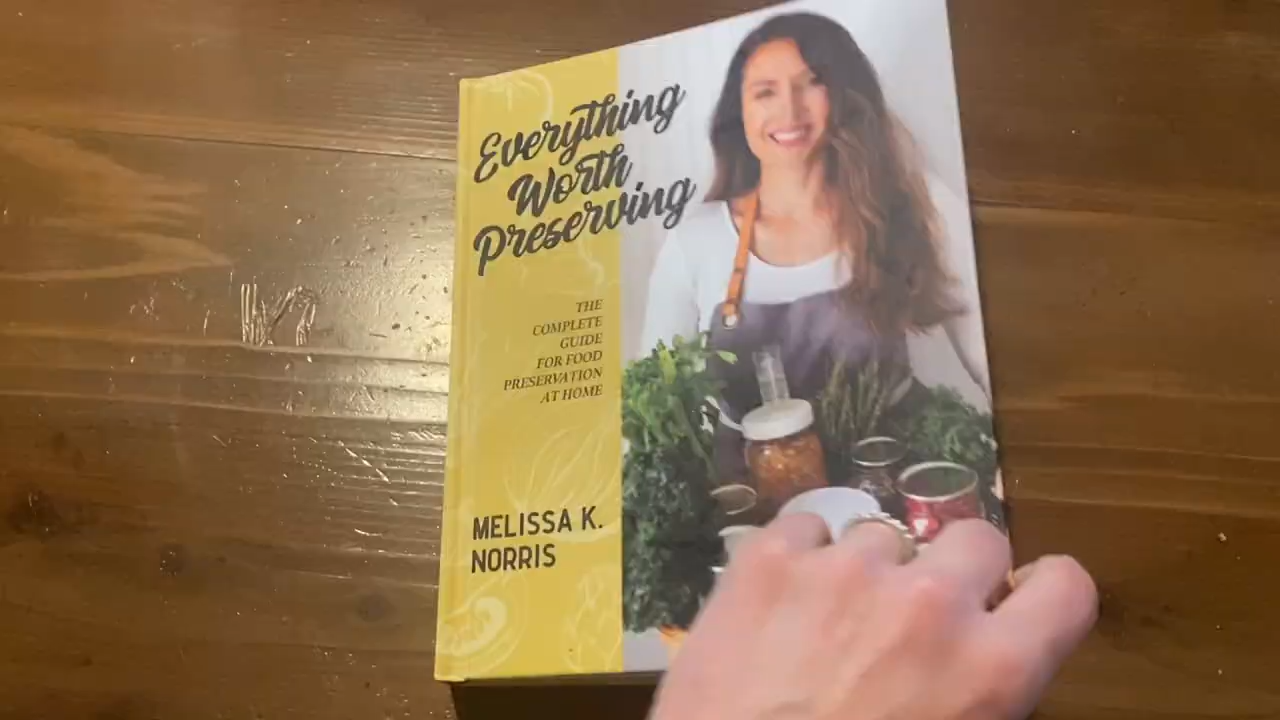 Everything
Worth
Preserving
THE
COMPLETE
GUIDE
FOR FOOD
PRESERVATION
AT HOME
MELISSA K.
NORRIS